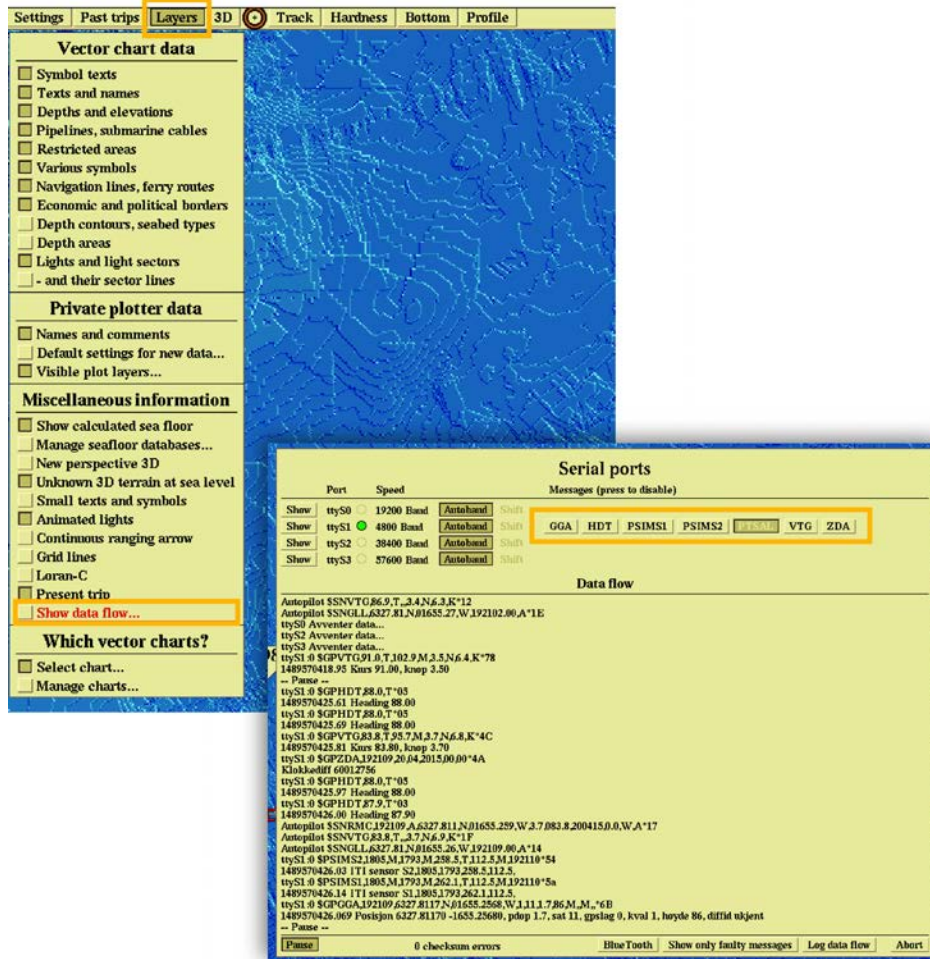 Settings Past trips Layers 3D Track Hardness Bottom Profile
Vector chart data
Symbol texts
Texts and names
Depths and elevations
Pipelines, submarine cables
Restricted areas
Various symbols
Navigation lines, ferry routes
Economic and political borders
Depth contours, seabed types
Depth areas
Lights and light sectors
- and their sector lines
Private plotter data
Names and comments
Default settings for new data...
Visible plot layers...
Miscellaneous information
Show calculated sea floor
Manage seafloor databases...
New perspective 3D
Unknown 3D terrain at sea level
Small texts and symbols
Animated lights
Continuous ranging arrow
Grid lines
Loran-C
Present trip
Show data flow...
Which vector charts?
Select chart...
Manage charts...
Serial ports
Port Speed Messages (press to disable)
Show ttyS0 19200 Baud Autobaud Shift
Show ttyS1 4800 Baud Autobaud Shift GGA HDT PSIMS1 PSIMS2 PTSAL VTG ZDA
Show ttyS2 38400 Baud Autobaud Shift
Show ttyS3 57600 Baud Autobaud Shift
Data flow
Autopilot $SNVTG,86.9,T,,,3.4,N,6.3,K*12
Autopilot $SNGLL,6327.81,N,01655.27,W,192102.00,A*1E
ttyS0 Avventer data...
ttyS2 Avventer data...
ttyS3 Avventer data...
ttyS1:0 $GPVTG,91.0,T,102.9,M,3.5,N,6.4,K*78
1489570418.95 Kurs 91.00, knop 3.50
-- Pause --
ttyS1:0 $GPHDT,88.0,T*05
1489570425.61 Heading 88.00
ttyS1:0 $GPHDT,88.0,T*05
1489570425.69 Heading 88.00
ttyS1:0 $GPVTG,83.8,T,95.7,M,3.7,N,6.8,K*4C
1489570425.81 Kurs 83.80, knop 3.70
ttyS1:0 $GPZDA,192109,20,04,2015,00,00*4A
Klokkediff 60012756
ttyS1:0 $GPHDT,88.0,T*05
1489570425.97 Heading 88.00
ttyS1:0 $GPHDT,87.9,T*03
1489570426.00 Heading 87.90
Autopilot $SNRMC,192109,A,6327.811,N,01655.259,W,3.7,083.8,200415,0.0,W,A*17
Autopilot $SNVTG,83.8,T,,,3.7,N,6.9,K*1F
Autopilot $SNGLL,6327.81,N,01655.26,W,192109.00,A*14
ttyS1:0 $PSIMS2,1805,M,1793,M,258.5,T,112.5,M,192110*54
1489570426.03 ITI sensor S2,1805,1793,258.5,112.5,
ttyS1:0 $PSIMS1,1805,M,1793,M,262.1,T,112.5,M,192110*5a
1489570426.14 ITI sensor S1,1805,1793,262.1,112.5,
ttyS1:0 $GPGGA,192109,6327.8117,N,01655.2568,W,1,11,1.7,86,M,,M,,*6B
1489570426.069 Posisjon 6327.81170 -1655.25680, pdop 1.7, sat 11, gpslag 0, kval 1, høyde 86, diffid ukjent
-- Pause --
Pause 0 checksum errors BlueTooth Show only faulty messages Log data flow Abort